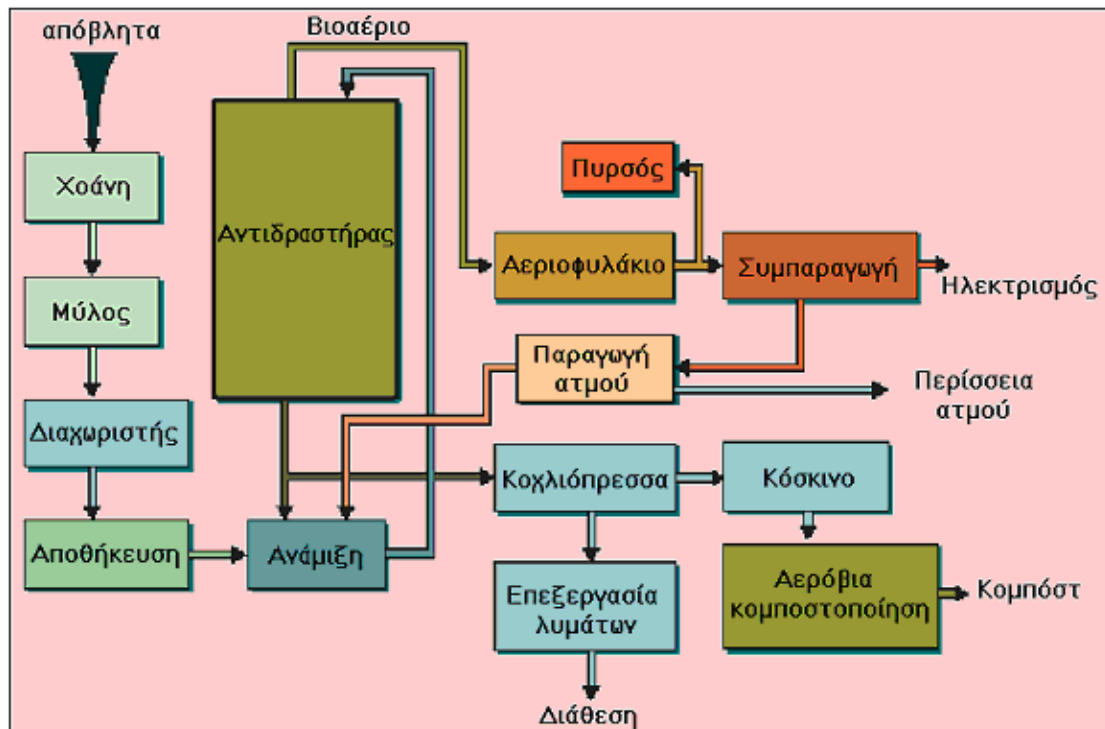 απόβλητα
Βιοαέριο
Χοάνη
Πυρσός
Αντιδραστήρας
Αεριοφυλάκιο
Συμπαραγωγή
Ηλεκτρισμός
Μύλος
Παραγωγή
ατμού
Περίσσεια
ατμού
Διαχωριστής
Κοχλιόπρεσσα
Κόσκινο
Αποθήκευση
Ανάμιξη
Επεξεργασία
λυμάτων
Αερόβια
κομποστοποίηση
Κομπόστ
Διάθεση